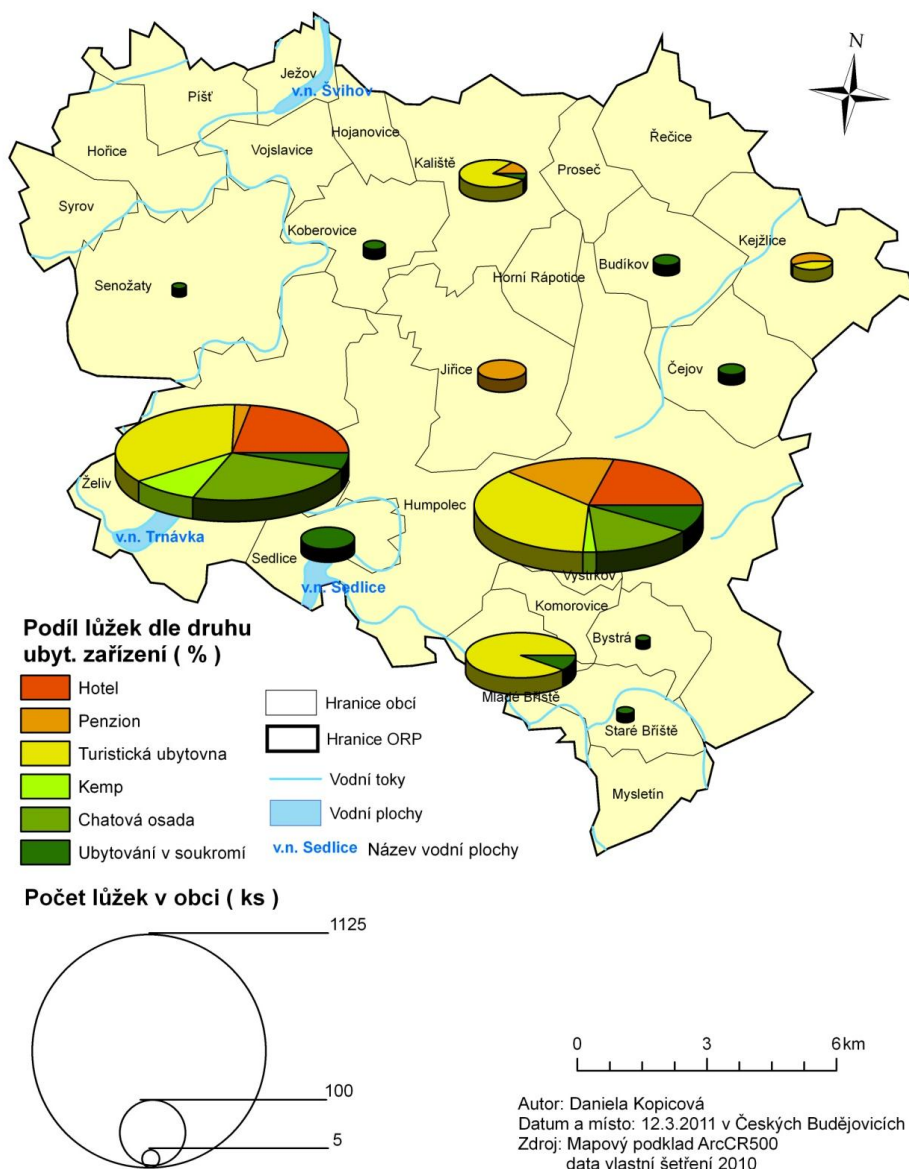 N
Ježov
v.n. Švihov
Píšť
Hojanovice
Hořice
Vojslavice
Kaliště
Proseč
Řečice
Syrov
Koberovice
Kejžlice
Budíkov
Horní Rápotice
Senožaty
Jiřice
Čejov
Želiv
Humpolec
v.n. Trnávka
Sedlice
v.n. Sedlice
Vystrkov
Komorovice
Bystrá
Mladé Bříště
Staré Bříště
Mysletín
Podíl lůžek dle druhu
ubyt. zařízení ( % )
Hotel
Penzion
Turistická ubytovna
Kemp
Chatová osada
Ubytování v soukromí
Hranice obcí
Hranice ORP
Vodní toky
Vodní plochy
v.n. Sedlice Název vodní plochy
Počet lůžek v obci ( ks )
1125
100
5
0 3 6 km
Autor: Daniela Kopicová
Datum a místo: 12.3.2011 v Českých Budějovicích
Zdroj: Mapový podklad ArcCR500
data vlastní šetření 2010